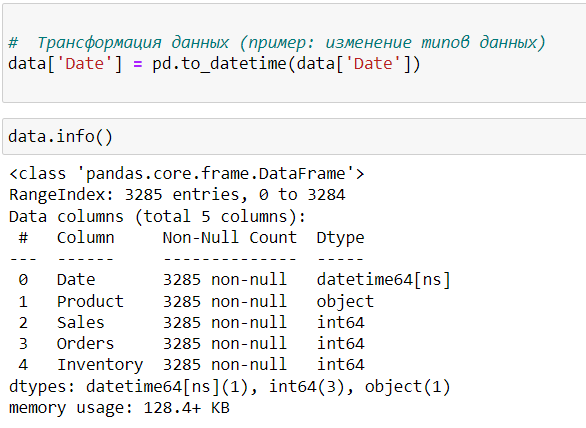 #  Трансформация данных (пример: изменение типов данных)
data['Date'] = pd.to_datetime(data['Date'])
data.info()
<class 'pandas.core.frame.DataFrame'>
RangeIndex: 3285 entries, 0 to 3284
Data columns (total 5 columns):
 #   Column     Non-Null Count  Dtype
---  ------     --------------  -----
 0   Date       3285 non-null   datetime64[ns]
 1   Product    3285 non-null   object
 2   Sales      3285 non-null   int64
 3   Orders     3285 non-null   int64
 4   Inventory  3285 non-null   int64
dtypes: datetime64[ns](1), int64(3), object(1)
memory usage: 128.4+ KB